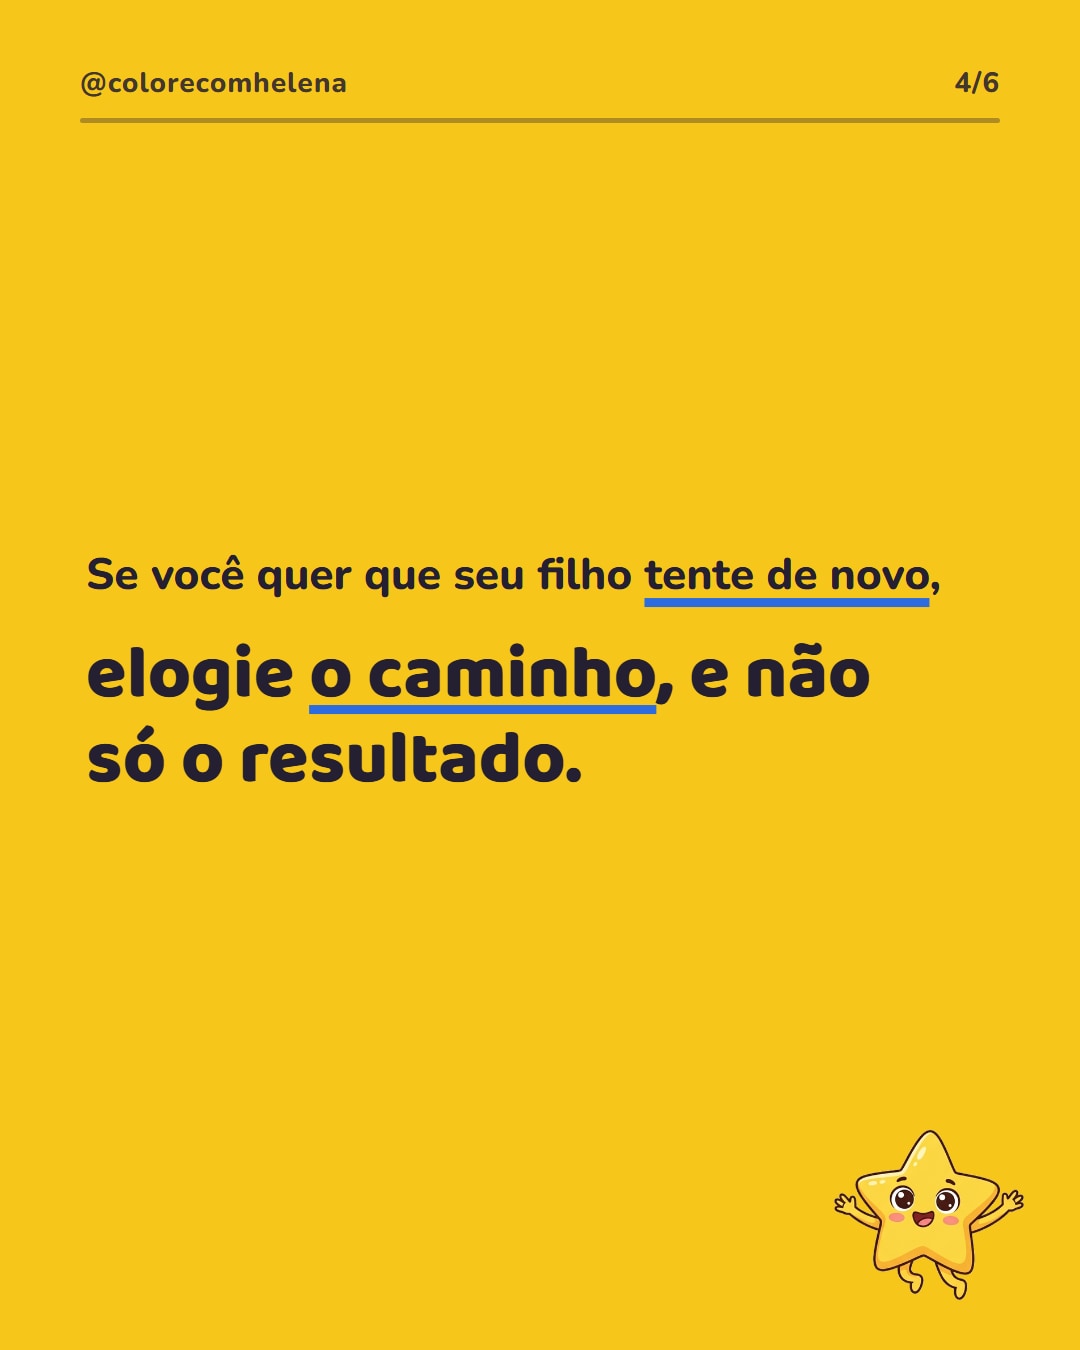 @colorecomhelena
4/6
Se você quer que seu filho tente de novo,
elogie o caminho, e não
só o resultado.